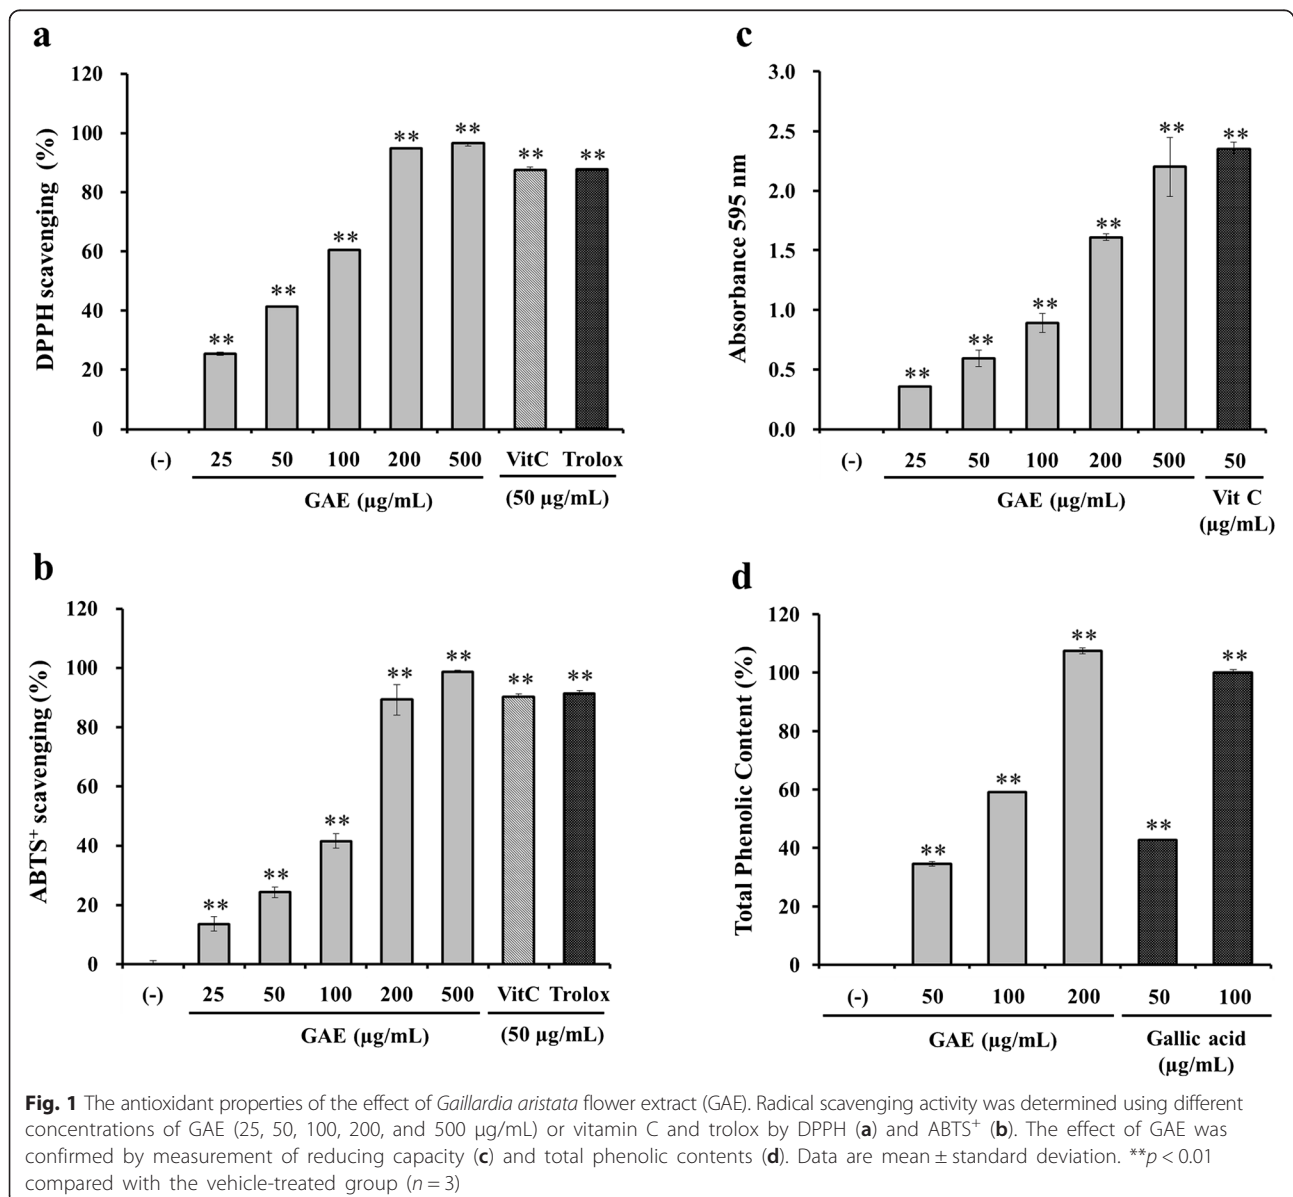 a
120
100
80
60
40
20
0
DPPH scavenging (%)
** ** ** ** ** ** **
(-) 25 50 100 200 500 VitC Trolox
GAE (μg/mL) (50 μg/mL)
b
120
100
80
60
40
20
0
ABTS⁺ scavenging (%)
** ** ** ** ** ** **
(-) 25 50 100 200 500 VitC Trolox
GAE (μg/mL) (50 μg/mL)
c
3.0
2.5
2.0
1.5
1.0
0.5
0.0
Absorbance 595 nm
** ** ** ** ** **
(-) 25 50 100 200 500 50
GAE (μg/mL) Vit C
(μg/mL)
d
120
100
80
60
40
20
0
Total Phenolic Content (%)
** ** ** ** **
(-) 50 100 200 50 100
GAE (μg/mL) Gallic acid
(μg/mL)
Fig. 1 The antioxidant properties of the effect of Gaillardia aristata flower extract (GAE). Radical scavenging activity was determined using different
concentrations of GAE (25, 50, 100, 200, and 500 μg/mL) or vitamin C and trolox by DPPH (a) and ABTS⁺ (b). The effect of GAE was
confirmed by measurement of reducing capacity (c) and total phenolic contents (d). Data are mean ± standard deviation. **p < 0.01
compared with the vehicle-treated group (n = 3)